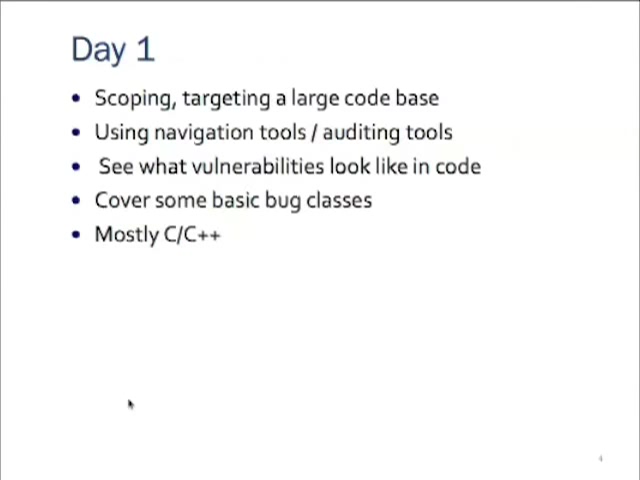 Day 1
• Scoping, targeting a large code base
• Using navigation tools / auditing tools
• See what vulnerabilities look like in code
• Cover some basic bug classes
• Mostly C/C++
4